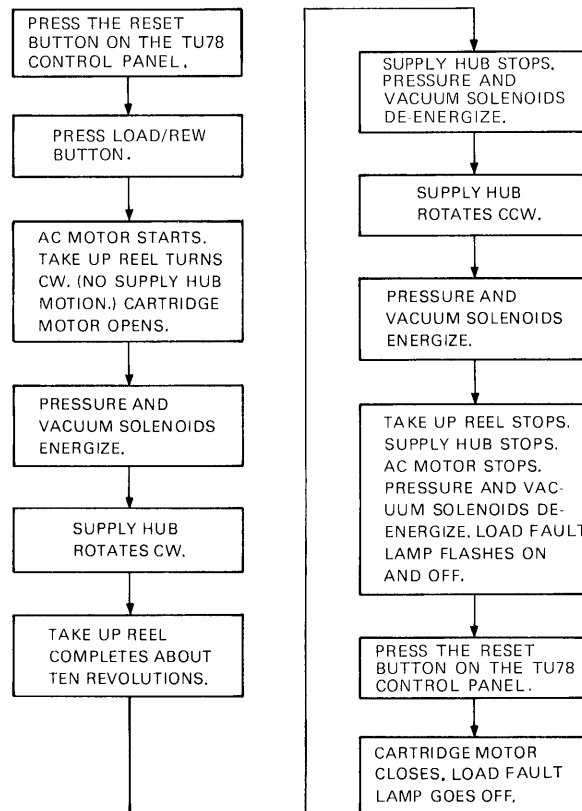 PRESS THE RESET
BUTTON ON THE TU78
CONTROL PANEL.
PRESS LOAD/REW
BUTTON.
AC MOTOR STARTS.
TAKE UP REEL TURNS
CW. (NO SUPPLY HUB
MOTION.) CARTRIDGE
MOTOR OPENS.
PRESSURE AND
VACUUM SOLENOIDS
ENERGIZE.
SUPPLY HUB
ROTATES CW.
TAKE UP REEL
COMPLETES ABOUT
TEN REVOLUTIONS.
SUPPLY HUB STOPS.
PRESSURE AND
VACUUM SOLENOIDS
DE-ENERGIZE.
SUPPLY HUB
ROTATES CCW.
PRESSURE AND
VACUUM SOLENOIDS
ENERGIZE.
TAKE UP REEL STOPS.
SUPPLY HUB STOPS.
AC MOTOR STOPS.
PRESSURE AND VAC-
UUM SOLENOIDS DE-
ENERGIZE. LOAD FAULT
LAMP FLASHES ON
AND OFF.
PRESS THE RESET
BUTTON ON THE TU78
CONTROL PANEL.
CARTRIDGE MOTOR
CLOSES. LOAD FAULT
LAMP GOES OFF.